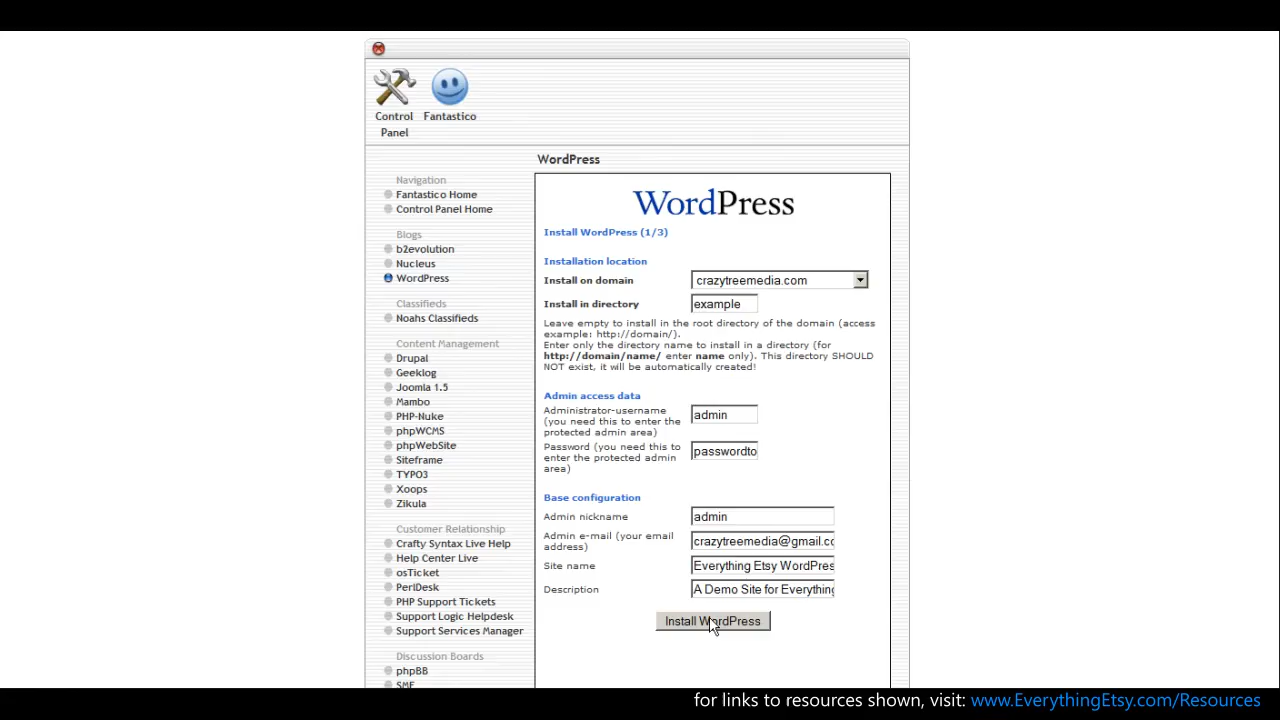 Control
Panel
Fantastico
WordPress
Navigation
Fantastico Home
Control Panel Home
Blogs
b2evolution
Nucleus
WordPress
Classifieds
Noahs Classifieds
Content Management
Drupal
Geeklog
Joomla 1.5
Mambo
PHP-Nuke
phpWCMS
phpWebSite
Siteframe
TYPO3
Xoops
Zikula
Customer Relationship
Crafty Syntax Live Help
Help Center Live
osTicket
PerlDesk
PHP Support Tickets
Support Logic Helpdesk
Support Services Manager
Discussion Boards
phpBB
SMF
WordPress
Install WordPress (1/3)
Installation location
Install on domain crazytreemedia.com
Install in directory example
Leave empty to install in the root directory of the domain (access
example: http://domain/).
Enter only the directory name to install in a directory (for
http://domain/name/ enter name only). This directory SHOULD
NOT exist, it will be automatically created!
Admin access data
Administrator-username
(you need this to enter the
protected admin area)
admin
Password (you need this to
enter the protected admin
area)
passwordto
Base configuration
Admin nickname admin
Admin e-mail (your email
address)
crazytreemedia@gmail.co
Site name Everything Etsy WordPres
Description A Demo Site for Everything
Install WordPress
for links to resources shown, visit: www.EverythingEtsy.com/Resources